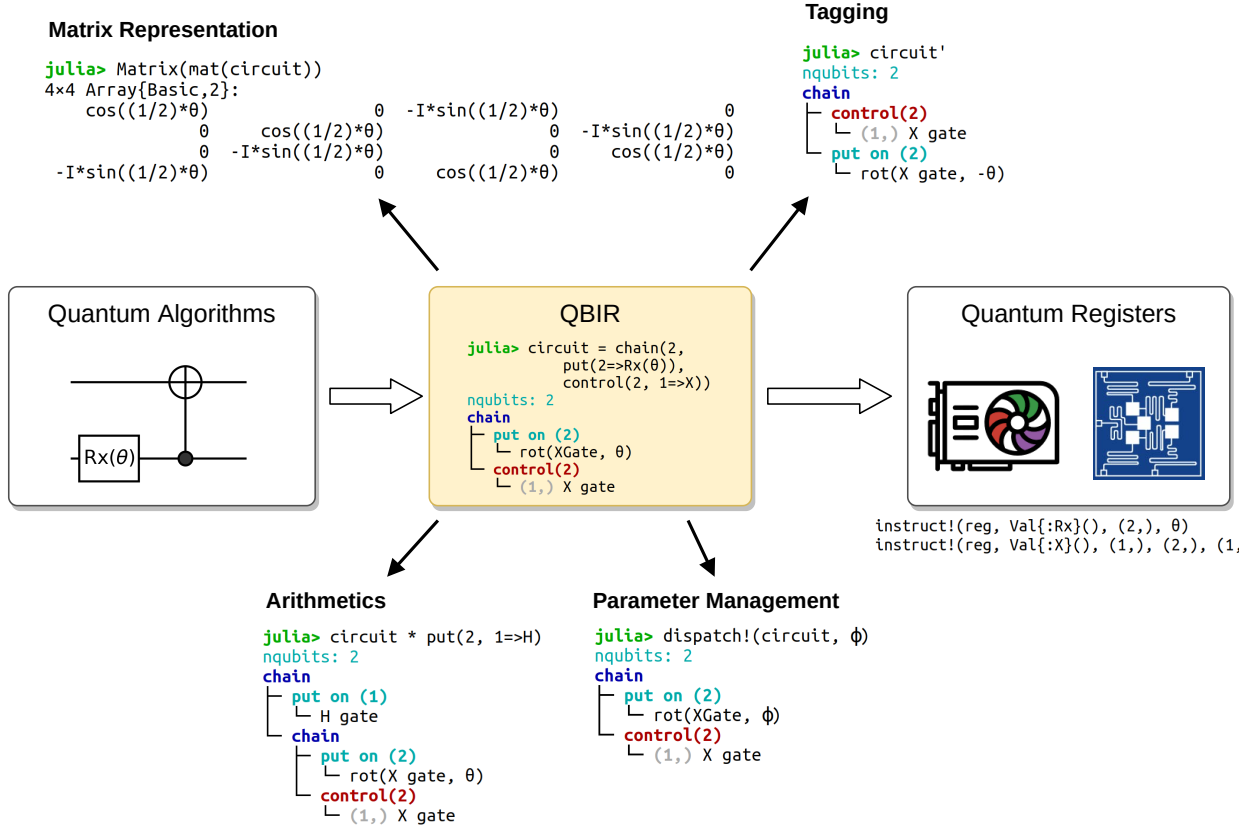 Matrix Representation
julia> Matrix(mat(circuit))
4×4 Array{Basic,2}:
cos((1/2)*θ) 0 -I*sin((1/2)*θ) 0
0 cos((1/2)*θ) 0 -I*sin((1/2)*θ)
0 -I*sin((1/2)*θ) 0 cos((1/2)*θ)
-I*sin((1/2)*θ) 0 cos((1/2)*θ) 0
Tagging
julia> circuit'
nqubits: 2
chain
├─ control(2)
│ └─ (1,) X gate
└─ put on (2)
└─ rot(X gate, -θ)
Quantum Algorithms
Rx(θ)
QBIR
julia> circuit = chain(2,
put(2=>Rx(θ)),
control(2, 1=>X))
nqubits: 2
chain
├─ put on (2)
│ └─ rot(XGate, θ)
└─ control(2)
└─ (1,) X gate
Quantum Registers
instruct!(reg, Val{:Rx}(), (2,), θ)
instruct!(reg, Val{:X}(), (1,), (2,), (1,
Arithmetics
julia> circuit * put(2, 1=>H)
nqubits: 2
chain
├─ put on (1)
│ └─ H gate
└─ chain
├─ put on (2)
│ └─ rot(X gate, θ)
└─ control(2)
└─ (1,) X gate
Parameter Management
julia> dispatch!(circuit, ϕ)
nqubits: 2
chain
├─ put on (2)
│ └─ rot(XGate, ϕ)
└─ control(2)
└─ (1,) X gate